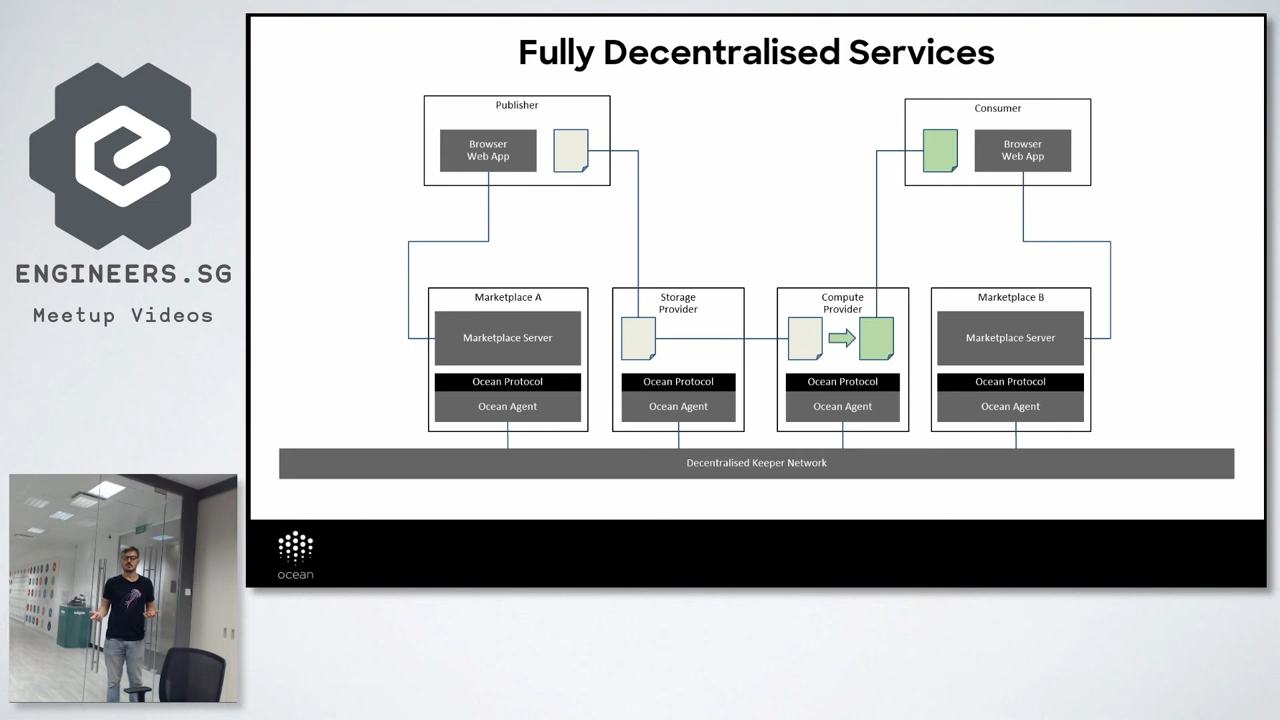 Fully Decentralised Services
Publisher
Browser
Web App
Consumer
Browser
Web App
ENGINEERS.SG
Meetup Videos
Marketplace A
Marketplace Server
Ocean Protocol
Ocean Agent
Storage
Provider
Ocean Protocol
Ocean Agent
Compute
Provider
Ocean Protocol
Ocean Agent
Marketplace B
Marketplace Server
Ocean Protocol
Ocean Agent
Decentralised Keeper Network
ocean